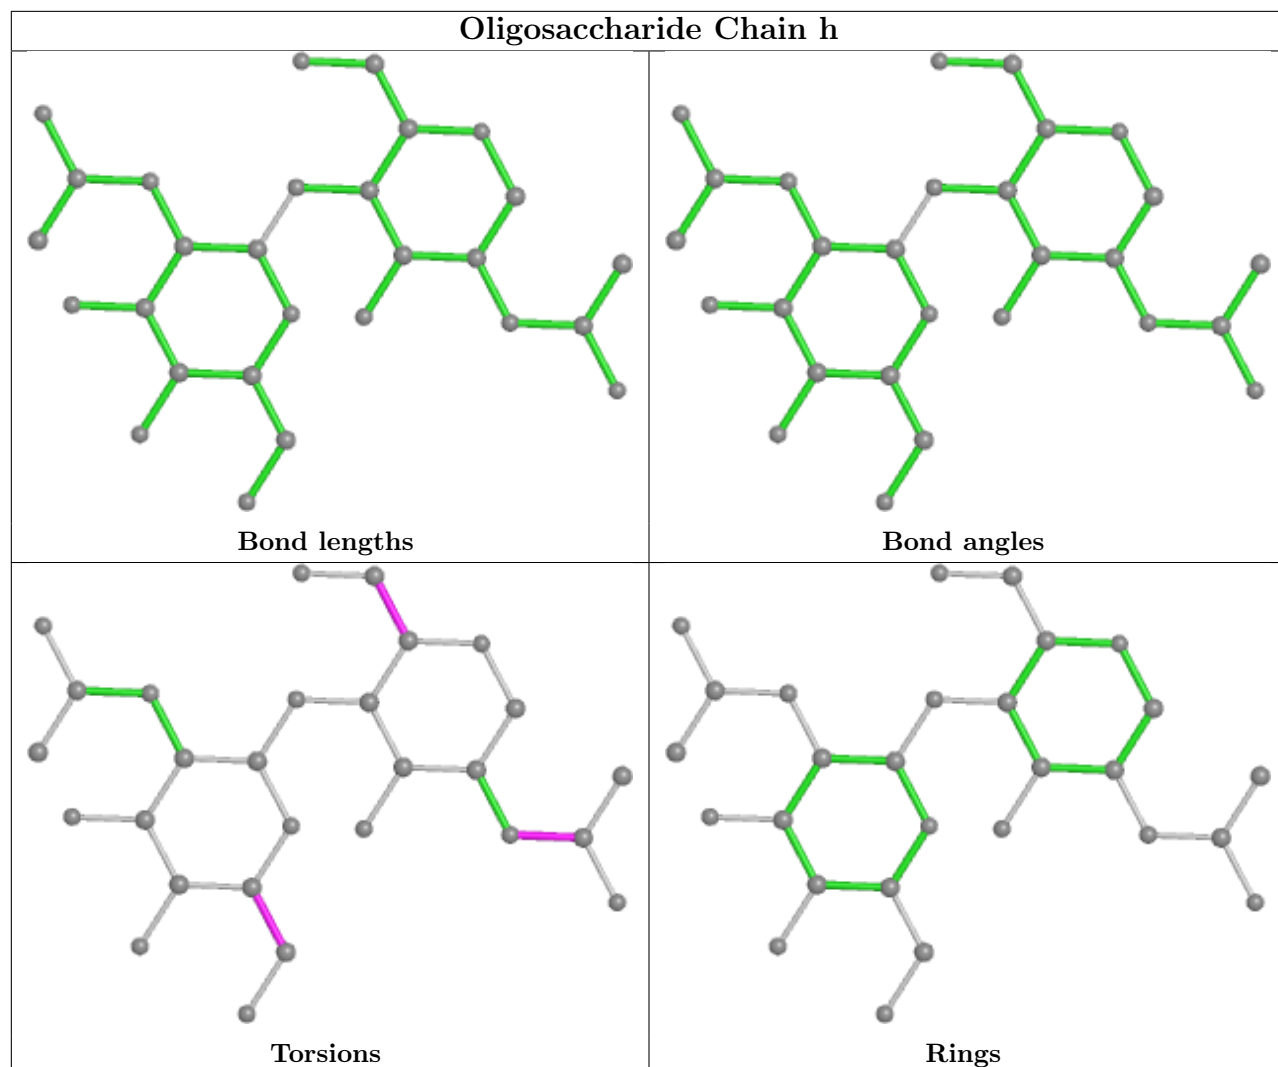 Oligosaccharide Chain h
Bond lengths
Bond angles
Torsions
Rings